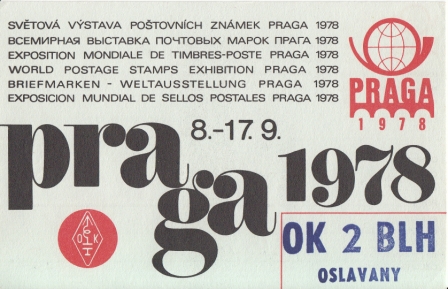 SVĚTOVÁ VÝSTAVA POŠTOVNÍCH ZNÁMEK PRAGA 1978
ВСЕМИРНАЯ ВЫСТАВКА ПОЧТОВЫХ МАРОК ПРАГА 1978
EXPOSITION MONDIALE DE TIMBRES-POSTE PRAGA 1978
WORLD POSTAGE STAMPS EXHIBITION PRAGA 1978
BRIEFMARKEN - WELTAUSSTELLUNG PRAGA 1978
EXPOSICION MUNDIAL DE SELLOS POSTALES PRAGA 1978
PRAGA
1978
8.-17.9.
praga 1978
OK
OK 2 BLH
OSLAVANY